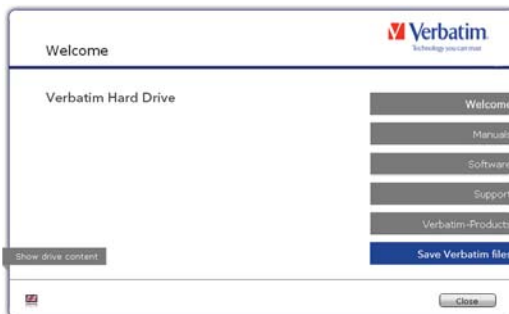 Welcome
Verbatim
Technology you can trust
Verbatim Hard Drive
Welcome
Manuals
Software
Support
Verbatim-Products
Save Verbatim files
Show drive content
Close